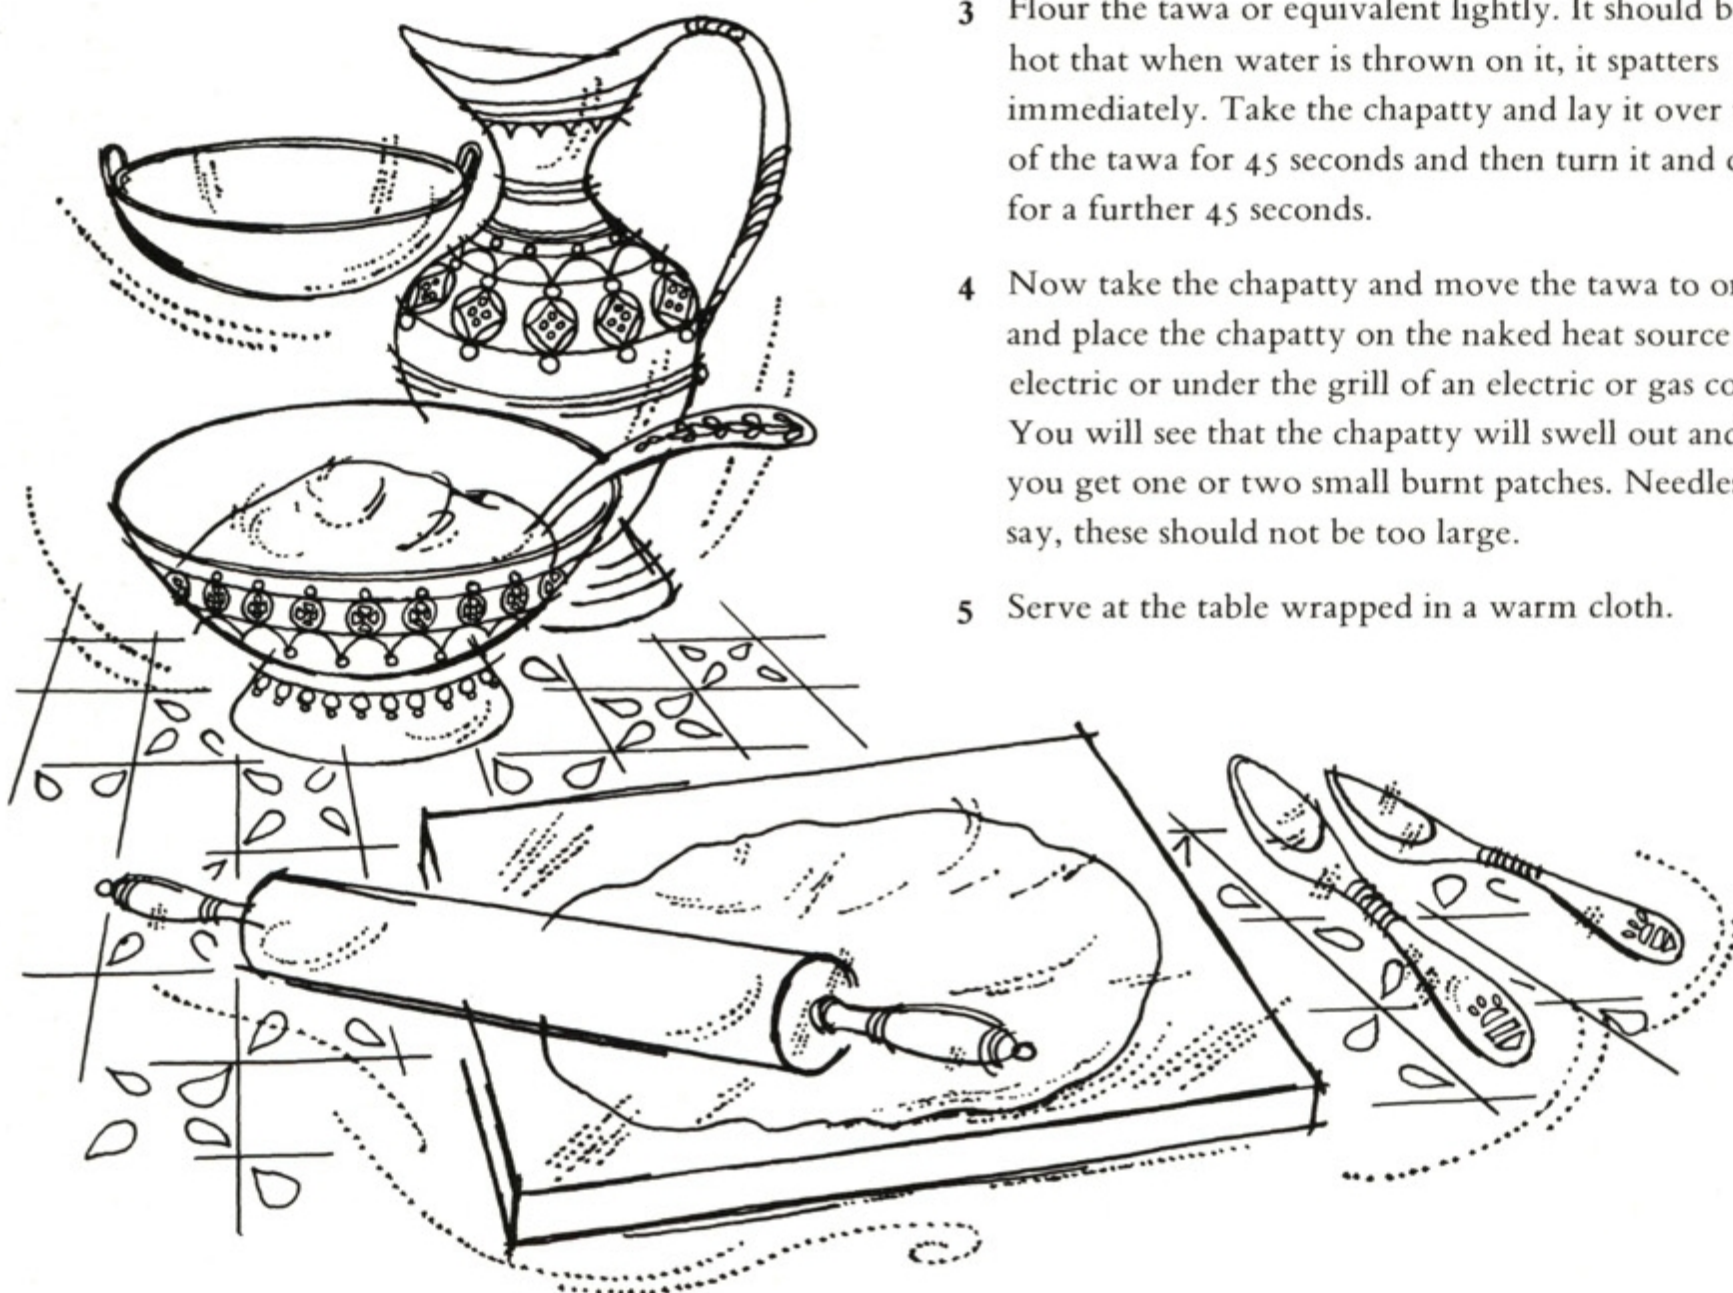 3 Flour the tawa or equivalent lightly. It should b
hot that when water is thrown on it, it spatters
immediately. Take the chapatty and lay it over
of the tawa for 45 seconds and then turn it and
for a further 45 seconds.
4 Now take the chapatty and move the tawa to
and place the chapatty on the naked heat source
electric or under the grill of an electric or gas
You will see that the chapatty will swell out and
you get one or two small burnt patches.
say, these should not be too large.
5 Serve at the table wrapped in a warm cloth.